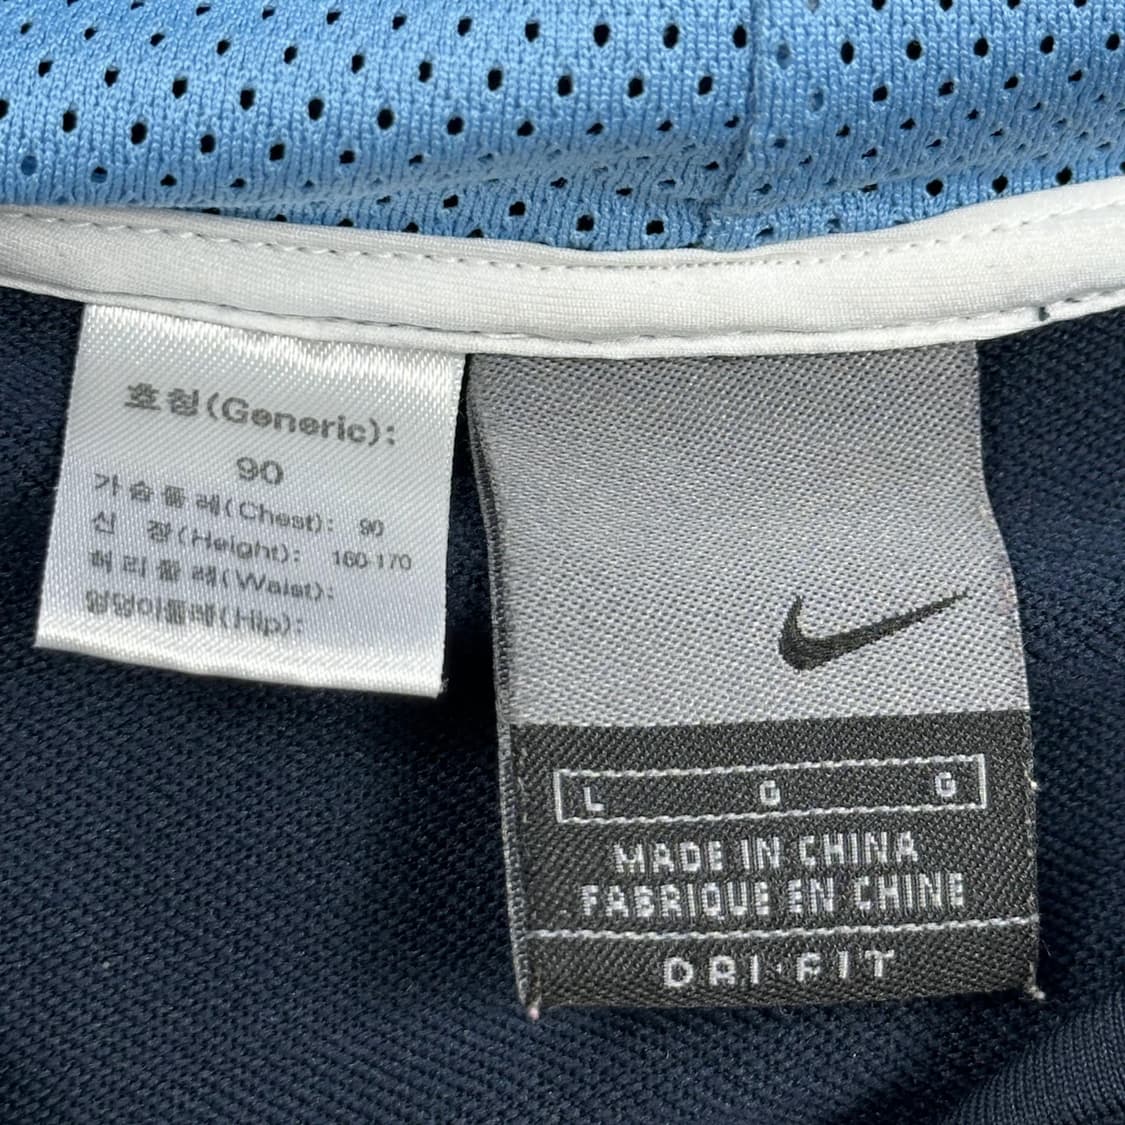 호칭(Generic):
90
가슴둘레(Chest): 90
신 장(Height): 160-170
허리둘레(Waist):
엉덩이둘레(Hip):
L G G
MADE IN CHINA
FABRIQUE EN CHINE
DRI·FIT